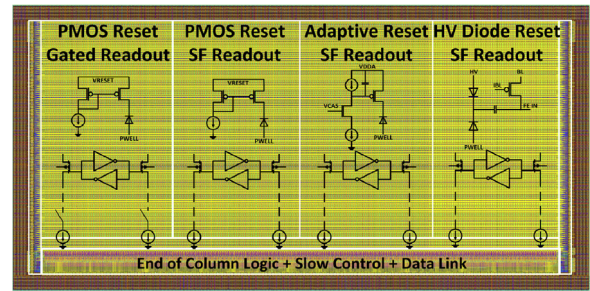 PMOS Reset
Gated Readout
PMOS Reset
SF Readout
Adaptive Reset
SF Readout
HV Diode Reset
SF Readout
VRESET
PWELL
VRESET
VDDA
VCAS
PWELL
HV
BL
IN
FE IN
PWELL
End of Column Logic + Slow Control + Data Link